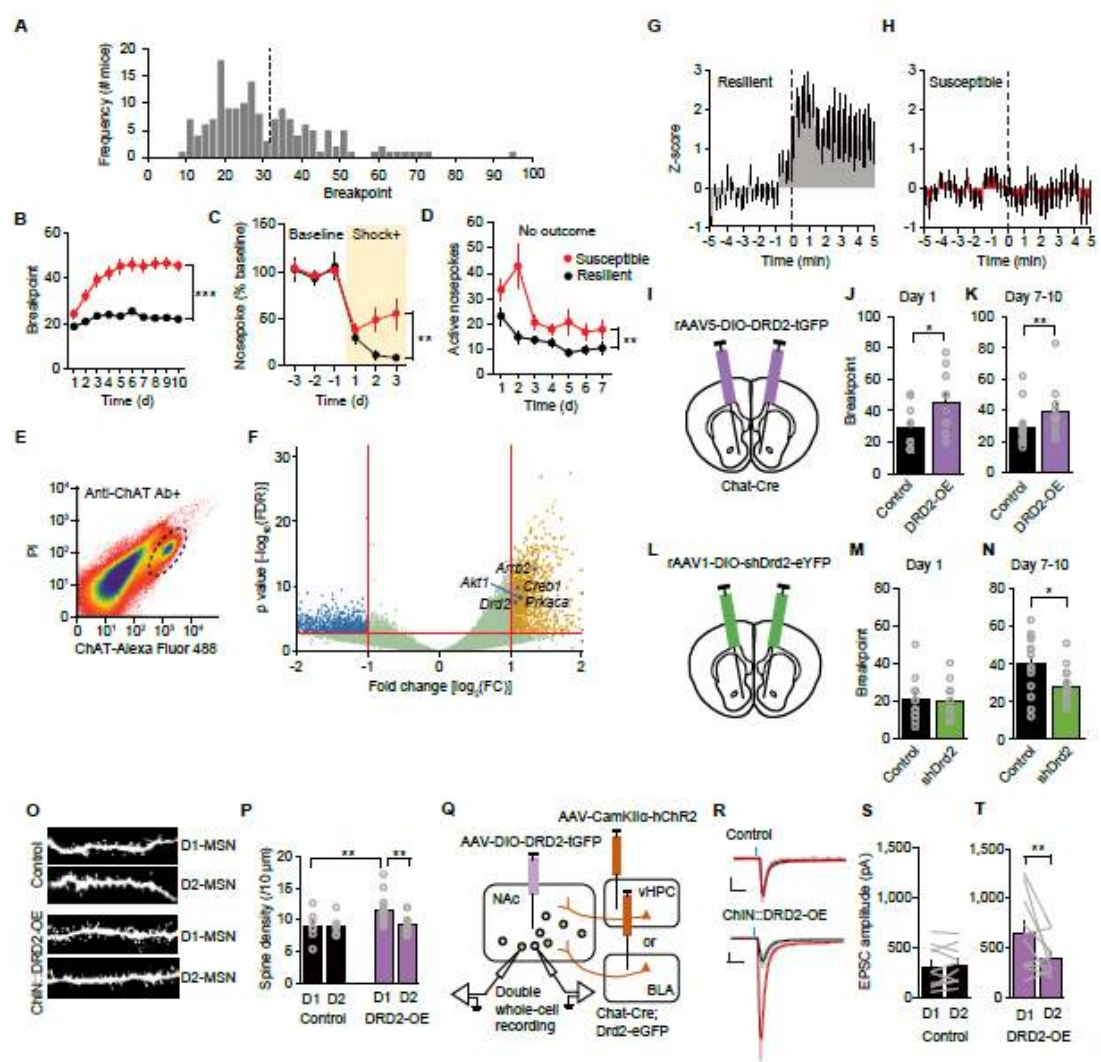 A
Frequency (# mice)
20
15
10
5
0
0 10 20 30 40 50 60 70 80 90 100
Breakpoint
B
Breakpoint
60
40
20
0
***
1 2 3 4 5 6 7 8 9 10
Time (d)
C
Nosepoke (% baseline)
150
100
50
0
Baseline Shock+
**
-3 -2 -1 1 2 3
Time (d)
D
Active nosepokes
60
50
40
30
20
10
0
No outcome
Susceptible
Resilient
**
1 2 3 4 5 6 7
Time (d)
E
Anti-ChAT Ab+
PI
10⁴
10³
10²
10¹
0
0 10¹ 10² 10³ 10⁴
ChAT-Alexa Fluor 488
F
p value [-log₁₀(FDR)]
30
20
10
0
Arrb2
Akt1
Creb1
Drd2
Prkaca
-2 -1 0 1 2
Fold change [log₂(FC)]
G
Resilient
Z-score
3
2
1
0
-1
-5 -4 -3 -2 -1 0 1 2 3 4 5
Time (min)
H
Susceptible
3
2
1
0
-1
-5 -4 -3 -2 -1 0 1 2 3 4 5
Time (min)
I
rAAV5-DIO-DRD2-tGFP
Chat-Cre
J
Day 1
Breakpoint
100
80
60
40
20
0
*
Control
DRD2-OE
K
Day 7-10
100
80
60
40
20
0
**
Control
DRD2-OE
L
rAAV1-DIO-shDrd2-eYFP
M
Day 1
Breakpoint
80
60
40
20
0
Control
shDrd2
N
Day 7-10
80
60
40
20
0
*
Control
shDrd2
O
Control
D1-MSN
D2-MSN
ChIN::DRD2-OE
D1-MSN
D2-MSN
P
Spine density (/10 μm)
20
15
10
5
0
** **
D1 D2 D1 D2
Control DRD2-OE
Q
AAV-CamKIIα-hChR2
AAV-DIO-DRD2-tGFP
NAc
vHPC
or
BLA
Double
whole-cell
recording
Chat-Cre;
Drd2-eGFP
R
Control
ChIN::DRD2-OE
S
EPSC amplitude (pA)
1,500
1,000
500
0
D1 D2
Control
T
1,500
1,000
500
0
**
D1 D2
DRD2-OE